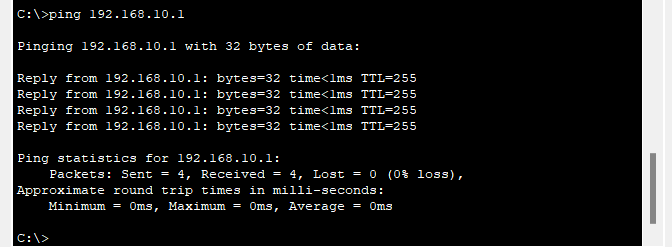 C:\>ping 192.168.10.1
Pinging 192.168.10.1 with 32 bytes of data:
Reply from 192.168.10.1: bytes=32 time<1ms TTL=255
Reply from 192.168.10.1: bytes=32 time<1ms TTL=255
Reply from 192.168.10.1: bytes=32 time<1ms TTL=255
Reply from 192.168.10.1: bytes=32 time<1ms TTL=255
Ping statistics for 192.168.10.1:
    Packets: Sent = 4, Received = 4, Lost = 0 (0% loss),
Approximate round trip times in milli-seconds:
    Minimum = 0ms, Maximum = 0ms, Average = 0ms
C:\>